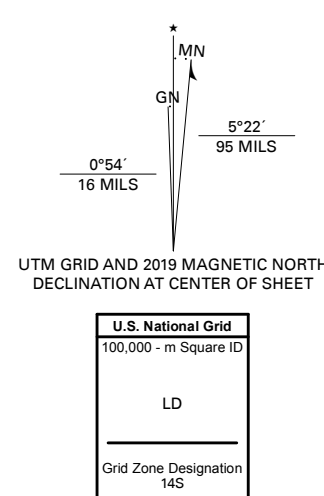 ★
MN
GN
5°22´
95 MILS
0°54´
16 MILS
UTM GRID AND 2019 MAGNETIC NORTH
DECLINATION AT CENTER OF SHEET
U.S. National Grid
100,000 - m Square ID
LD
Grid Zone Designation
14S